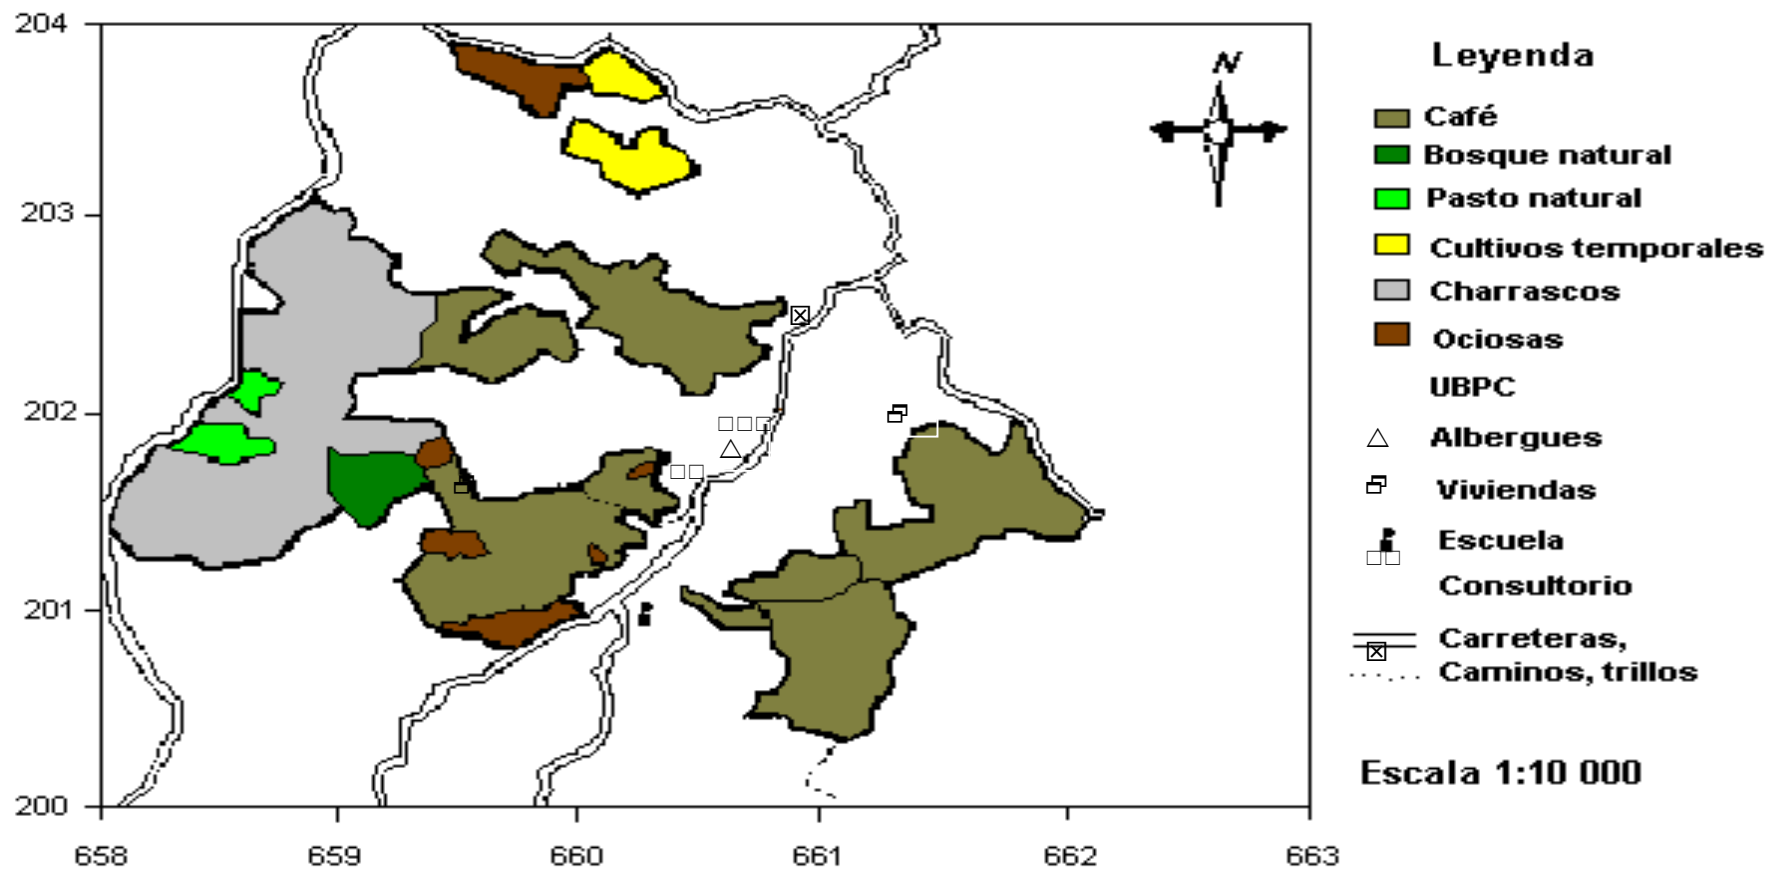 204
203
202
201
200
658 659 660 661 662 663
N
Leyenda
Café
Bosque natural
Pasto natural
Cultivos temporales
Charrascos
Ociosas
UBPC
Albergues
Viviendas
Escuela
Consultorio
Carreteras,
Caminos, trillos
Escala 1:10 000